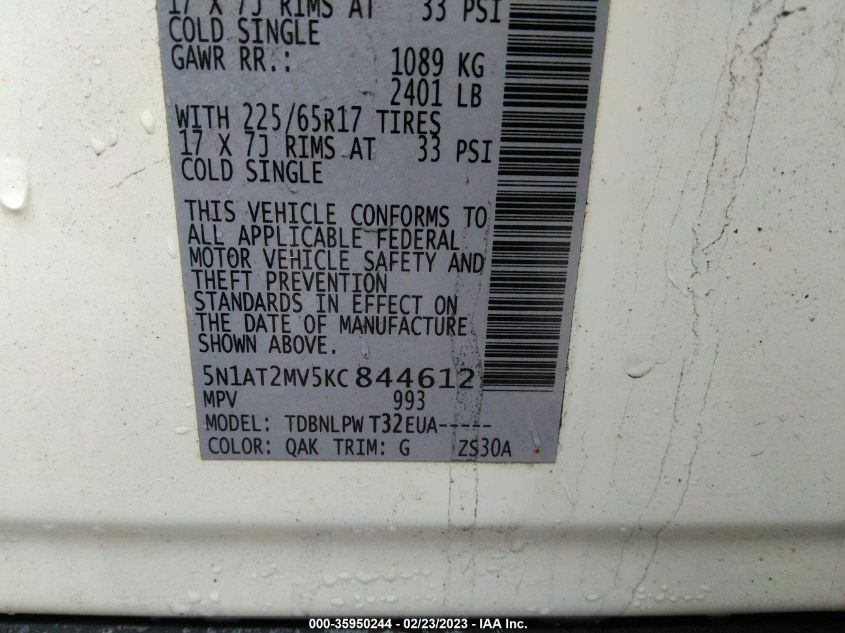 17 X 7J RIMS AT 33 PSI
COLD SINGLE
GAWR RR.: 1089 KG
2401 LB
WITH 225/65R17 TIRES
17 X 7J RIMS AT 33 PSI
COLD SINGLE
THIS VEHICLE CONFORMS TO
ALL APPLICABLE FEDERAL
MOTOR VEHICLE SAFETY AND
THEFT PREVENTION
STANDARDS IN EFFECT ON
THE DATE OF MANUFACTURE
SHOWN ABOVE.
5N1AT2MV5KC844612
MPV 993
MODEL: TDBNLPW T32EUA-----
COLOR: QAK TRIM: G ZS30A
000-35950244 - 02/23/2023 - IAA Inc.